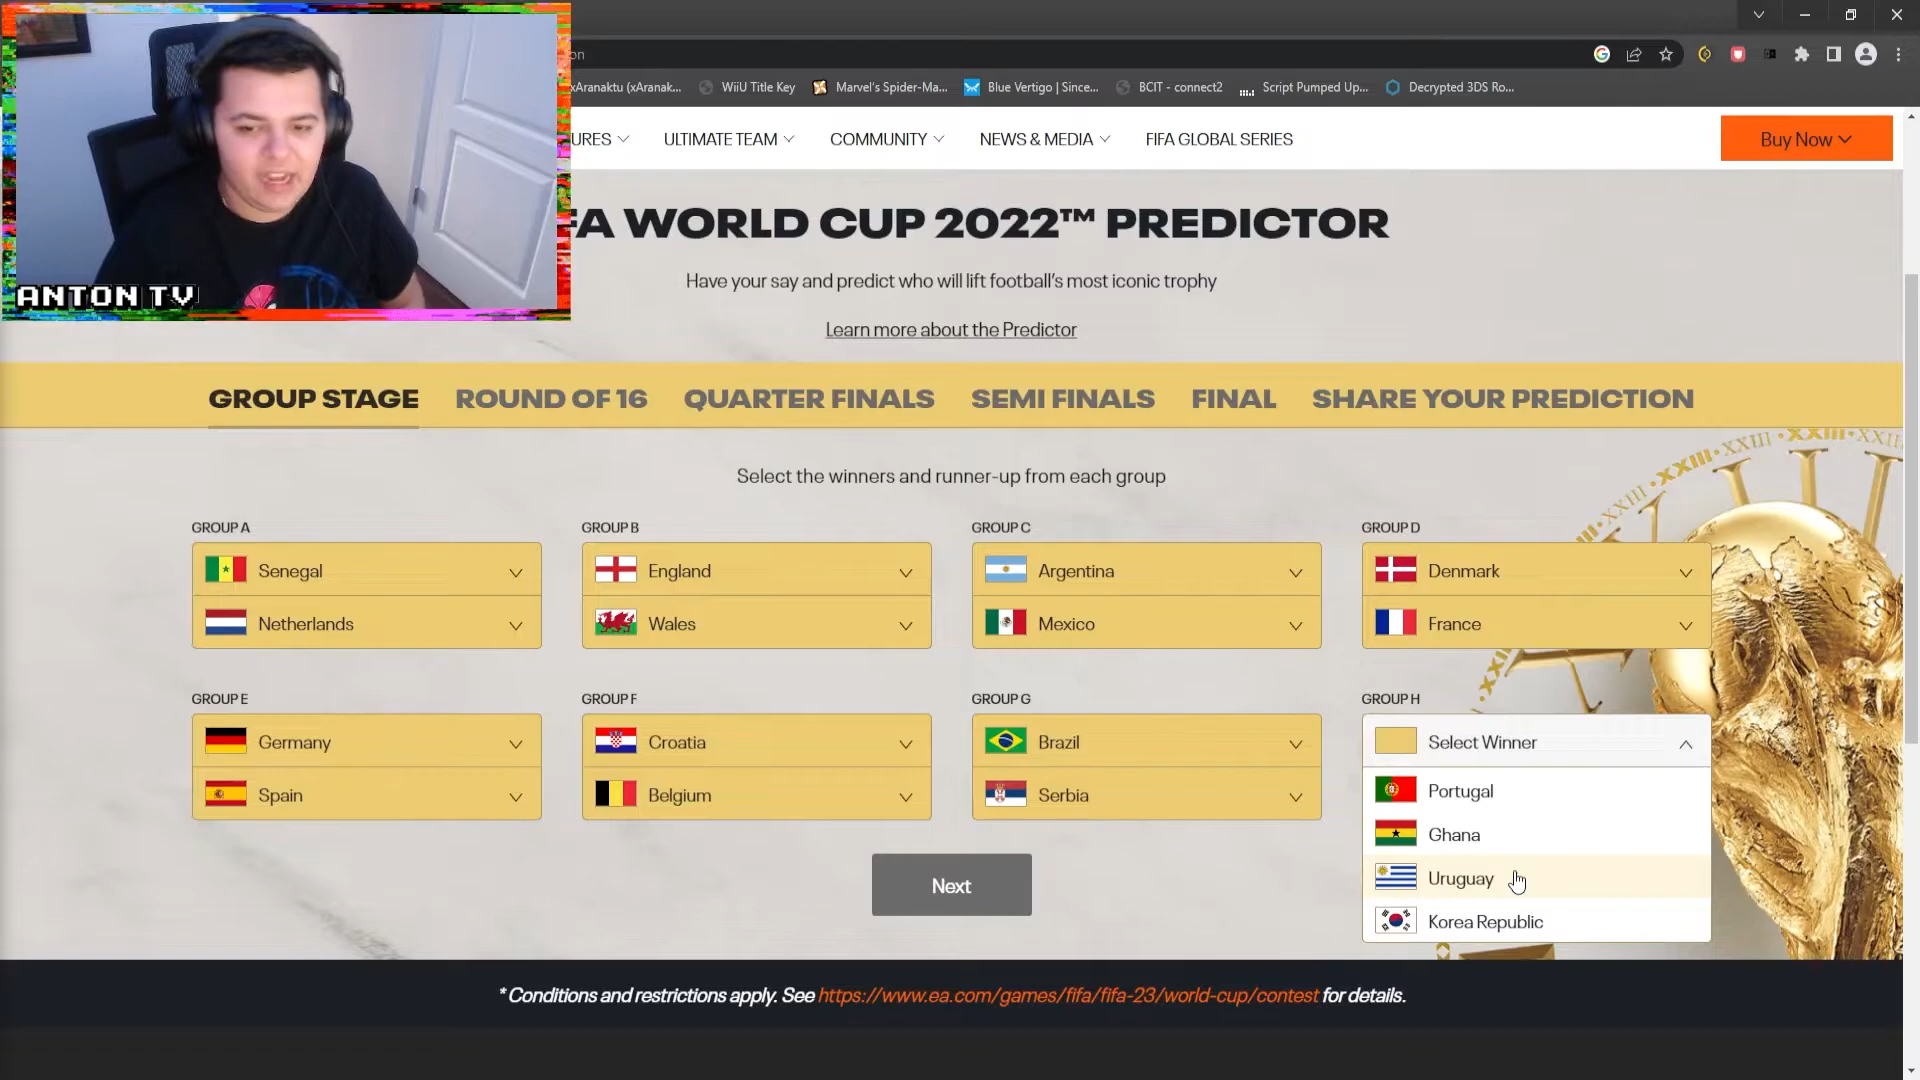 on
xAranaktu (xAranak...
WiiU Title Key
Marvel's Spider-Ma...
Blue Vertigo | Since...
BCIT - connect2
Script Pumped Up...
Decrypted 3DS Ro...
URES
ULTIMATE TEAM
COMMUNITY
NEWS & MEDIA
FIFA GLOBAL SERIES
Buy Now
ANTON TV
FA WORLD CUP 2022™ PREDICTOR
Have your say and predict who will lift football's most iconic trophy
Learn more about the Predictor
GROUP STAGE
ROUND OF 16
QUARTER FINALS
SEMI FINALS
FINAL
SHARE YOUR PREDICTION
Select the winners and runner-up from each group
GROUP A
Senegal
Netherlands
GROUP B
England
Wales
GROUP C
Argentina
Mexico
GROUP D
Denmark
France
GROUP E
Germany
Spain
GROUP F
Croatia
Belgium
GROUP G
Brazil
Serbia
GROUP H
Select Winner
Portugal
Ghana
Uruguay
Korea Republic
Next
* Conditions and restrictions apply. See https://www.ea.com/games/fifa/fifa-23/world-cup/contest for details.